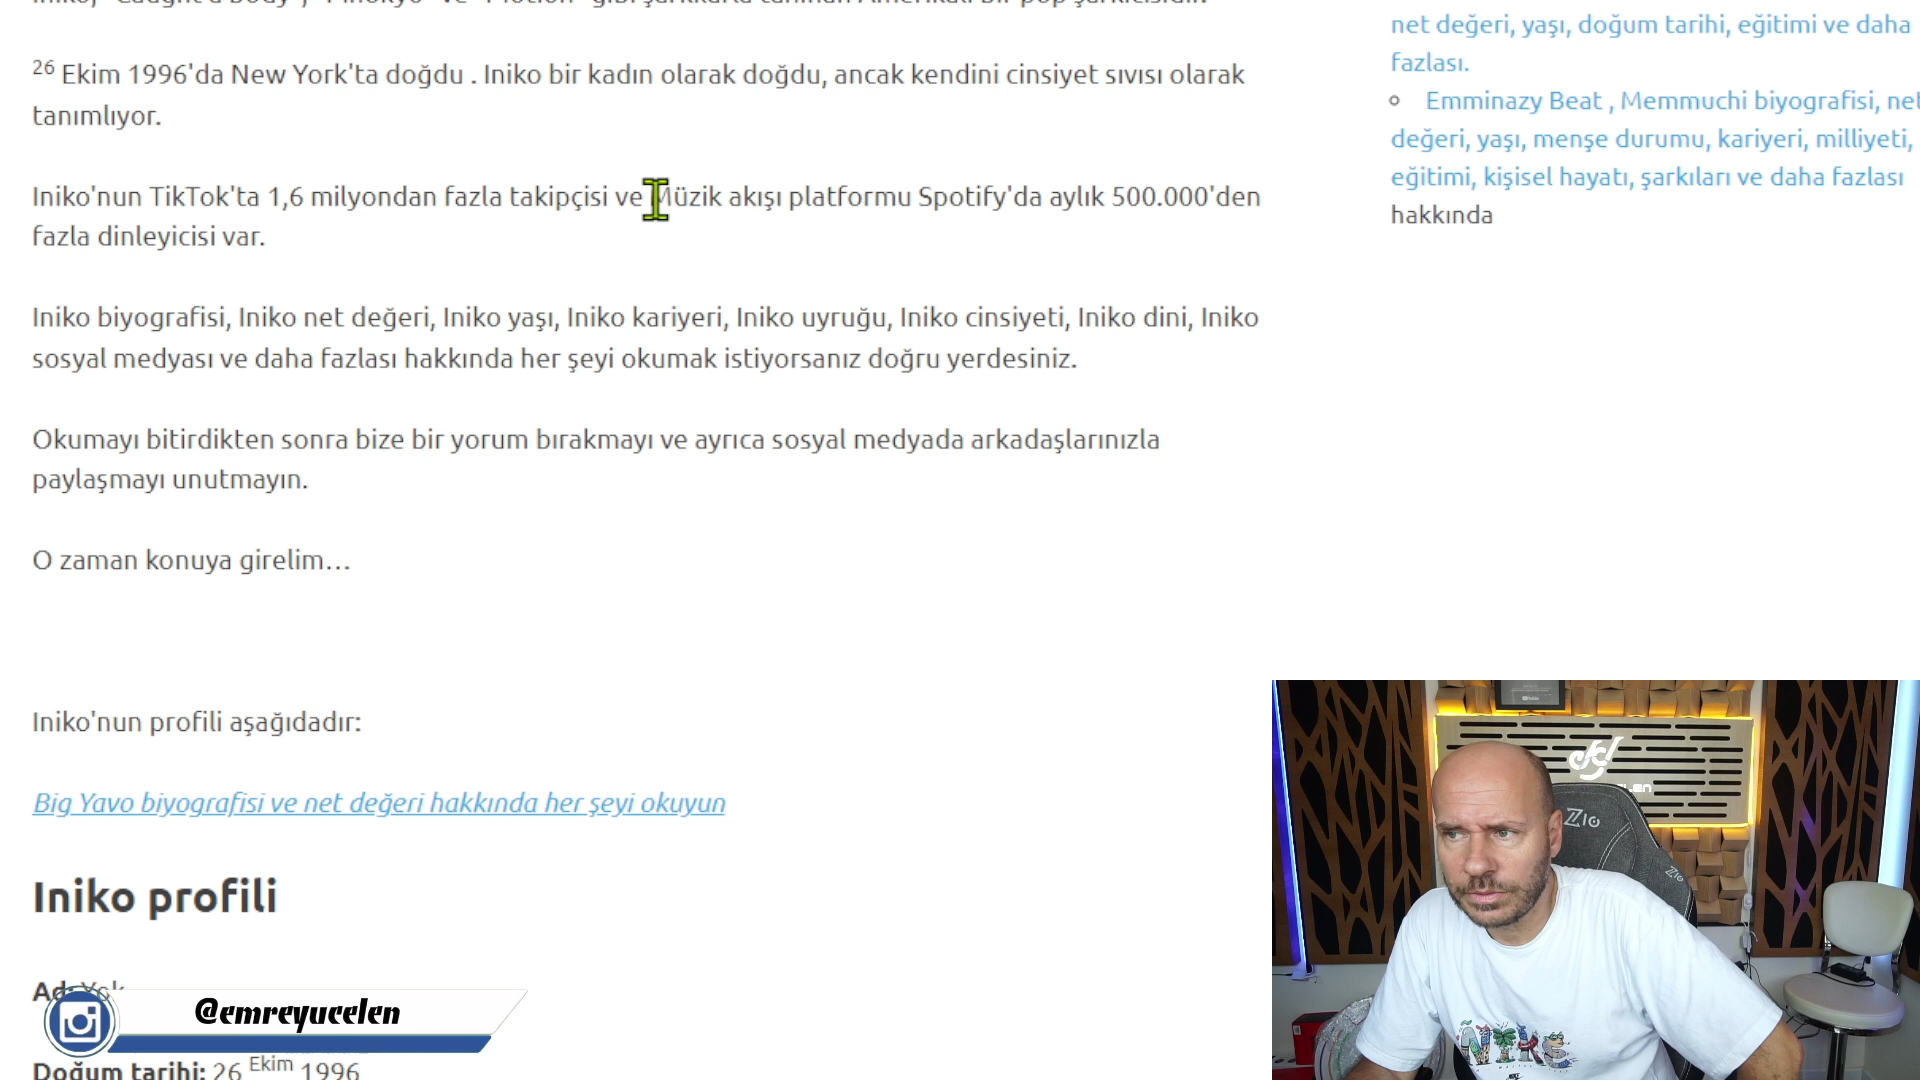 26 Ekim 1996'da New York'ta doğdu . Iniko bir kadın olarak doğdu, ancak kendini cinsiyet sıvısı olarak
tanımlıyor.
Iniko'nun TikTok'ta 1,6 milyondan fazla takipçisi ve Müzik akışı platformu Spotify'da aylık 500.000'den
fazla dinleyicisi var.
Iniko biyografisi, Iniko net değeri, Iniko yaşı, Iniko kariyeri, Iniko uyruğu, Iniko cinsiyeti, Iniko dini, Iniko
sosyal medyası ve daha fazlası hakkında her şeyi okumak istiyorsanız doğru yerdesiniz.
Okumayı bitirdikten sonra bize bir yorum bırakmayı ve ayrıca sosyal medyada arkadaşlarınızla
paylaşmayı unutmayın.
O zaman konuya girelim…
Iniko'nun profili aşağıdadır:
Big Yavo biyografisi ve net değeri hakkında her şeyi okuyun
Iniko profili
Ad: Yok
@emreyucelen
Doğum tarihi: 26 Ekim 1996
net değeri, yaşı, doğum tarihi, eğitimi ve daha
fazlası.
Emminazy Beat , Memmuchi biyografisi, net
değeri, yaşı, menşe durumu, kariyeri, milliyeti,
eğitimi, kişisel hayatı, şarkıları ve daha fazlası
hakkında